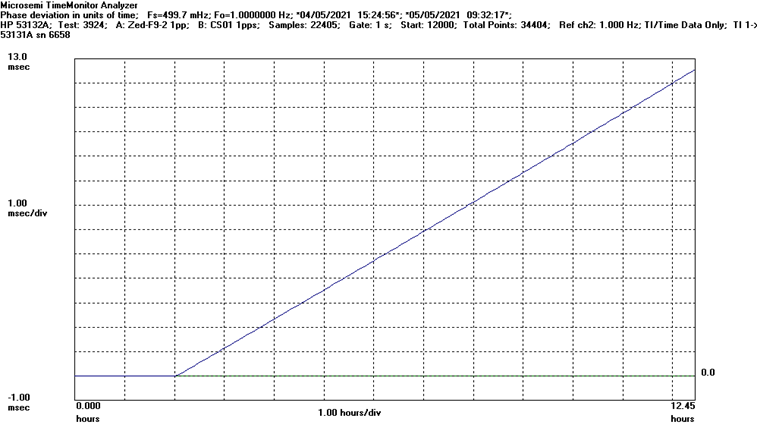 Microsemi TimeMonitor Analyzer
Phase deviation in units of time; Fs=499.7 mHz; Fo=1.0000000 Hz; *04/05/2021 15:24:56*; *05/05/2021 09:32:17*;
HP 53132A; Test: 3924; A: Zed-F9-2 1pp; B: CS01 1pps; Samples: 22405; Gate: 1 s; Start: 12000; Total Points: 34404; Ref ch2: 1.000 Hz; TI/Time Data Only; TI 1->
53131A sn 6658
13.0
msec
1.00
msec/div
0.0
-1.00
msec
0.000
hours
1.00 hours/div
12.45
hours